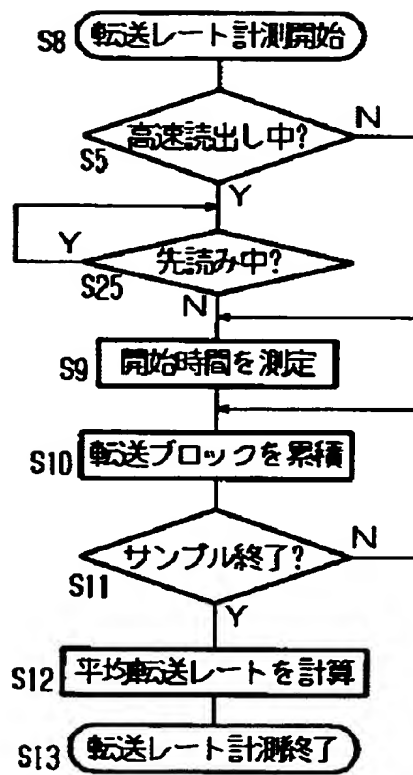 S8 転送レート計測開始
高速読出し中? N
S5
Y
Y 先読み中?
S25
N
S9 開始時間を測定
S10 転送ブロックを累積
サンプル終了? N
S11
Y
S12 平均転送レートを計算
S13 転送レート計測終了